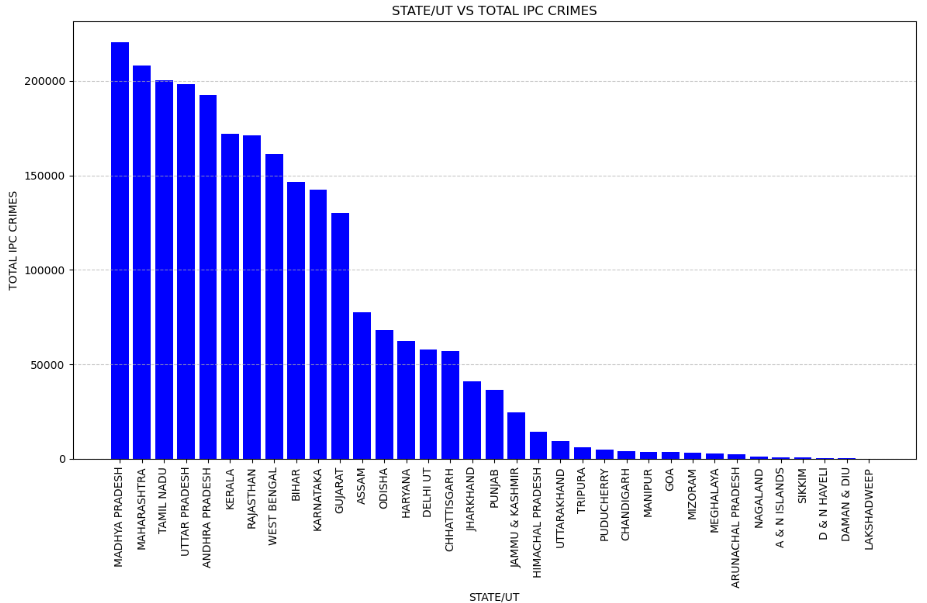 STATE/UT VS TOTAL IPC CRIMES
TOTAL IPC CRIMES
200000
150000
100000
50000
0
MADHYA PRADESH
MAHARASHTRA
TAMIL NADU
UTTAR PRADESH
ANDHRA PRADESH
KERALA
RAJASTHAN
WEST BENGAL
BIHAR
KARNATAKA
GUJARAT
ASSAM
ODISHA
HARYANA
DELHI UT
CHHATTISGARH
JHARKHAND
PUNJAB
JAMMU & KASHMIR
HIMACHAL PRADESH
UTTARAKHAND
TRIPURA
PUDUCHERRY
CHANDIGARH
MANIPUR
GOA
MIZORAM
MEGHALAYA
ARUNACHAL PRADESH
NAGALAND
A & N ISLANDS
SIKKIM
D & N HAVELI
DAMAN & DIU
LAKSHADWEEP
STATE/UT